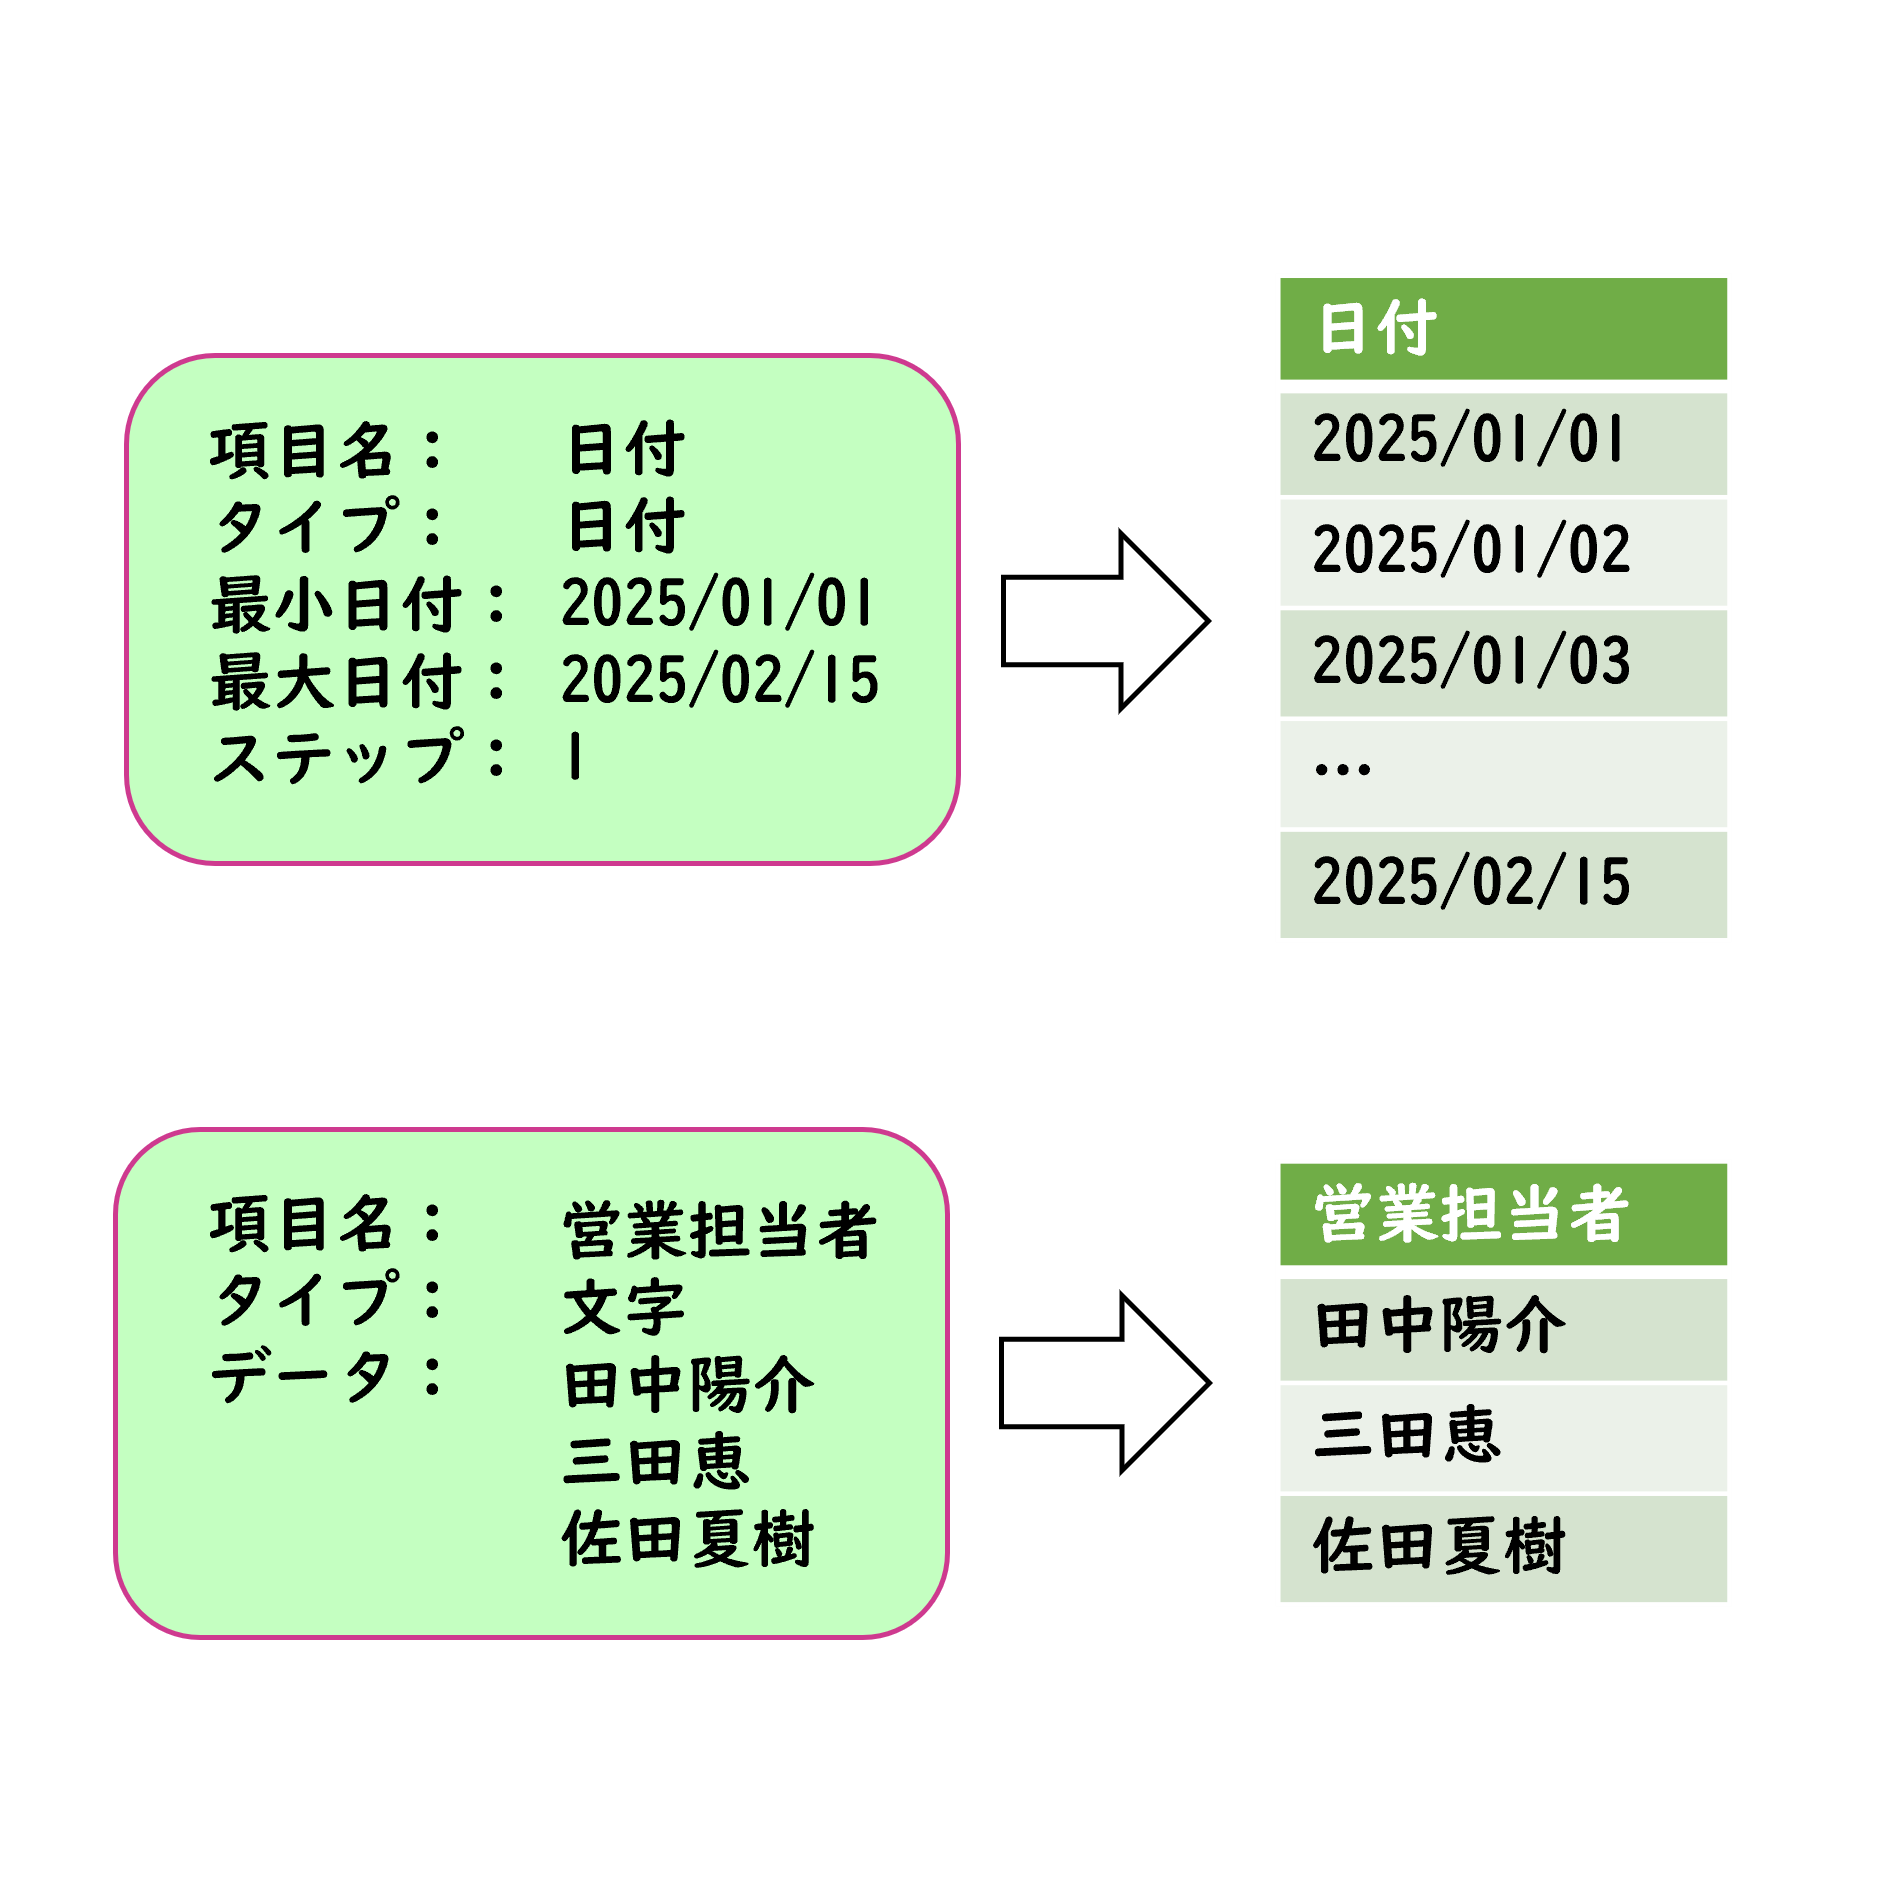 項目名： 日付
タイプ： 日付
最小日付： 2025/01/01
最大日付： 2025/02/15
ステップ： 1
日付
2025/01/01
2025/01/02
2025/01/03
…
2025/02/15
項目名： 営業担当者
タイプ： 文字
データ： 田中陽介
三田恵
佐田夏樹
営業担当者
田中陽介
三田恵
佐田夏樹